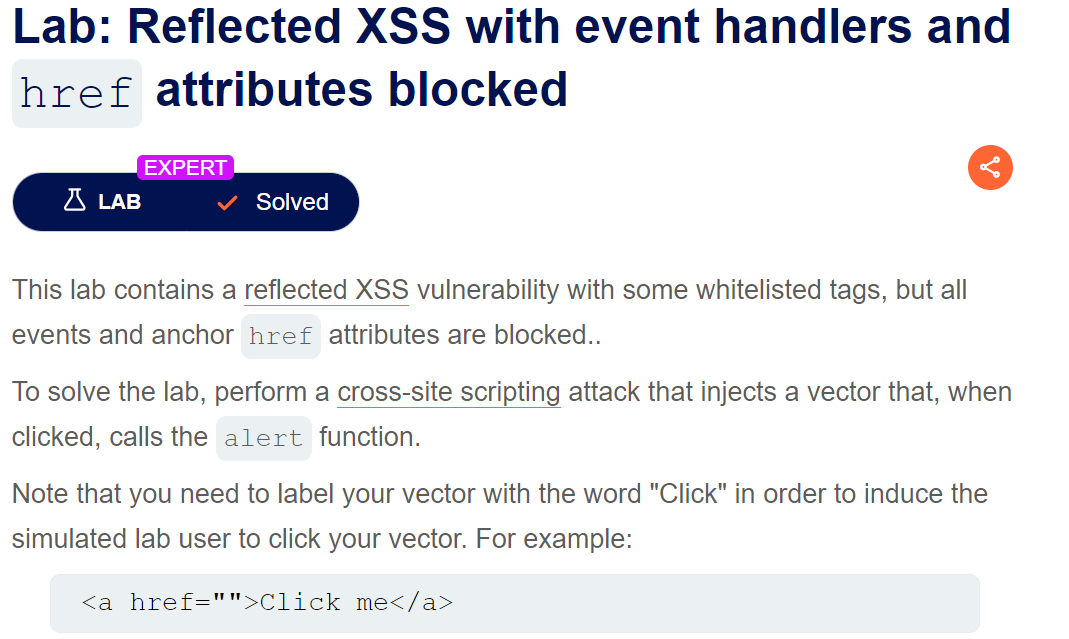 Lab: Reflected XSS with event handlers and
href attributes blocked
EXPERT
LAB Solved
This lab contains a reflected XSS vulnerability with some whitelisted tags, but all
events and anchor href attributes are blocked..
To solve the lab, perform a cross-site scripting attack that injects a vector that, when
clicked, calls the alert function.
Note that you need to label your vector with the word "Click" in order to induce the
simulated lab user to click your vector. For example:
<a href="">Click me</a>